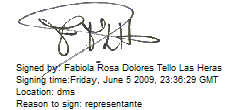 Signed by: Fabiola Rosa Dolores Tello Las Heras
Signing time:Friday, June 5 2009, 23:36:29 GMT
Location: dms
Reason to sign: representante